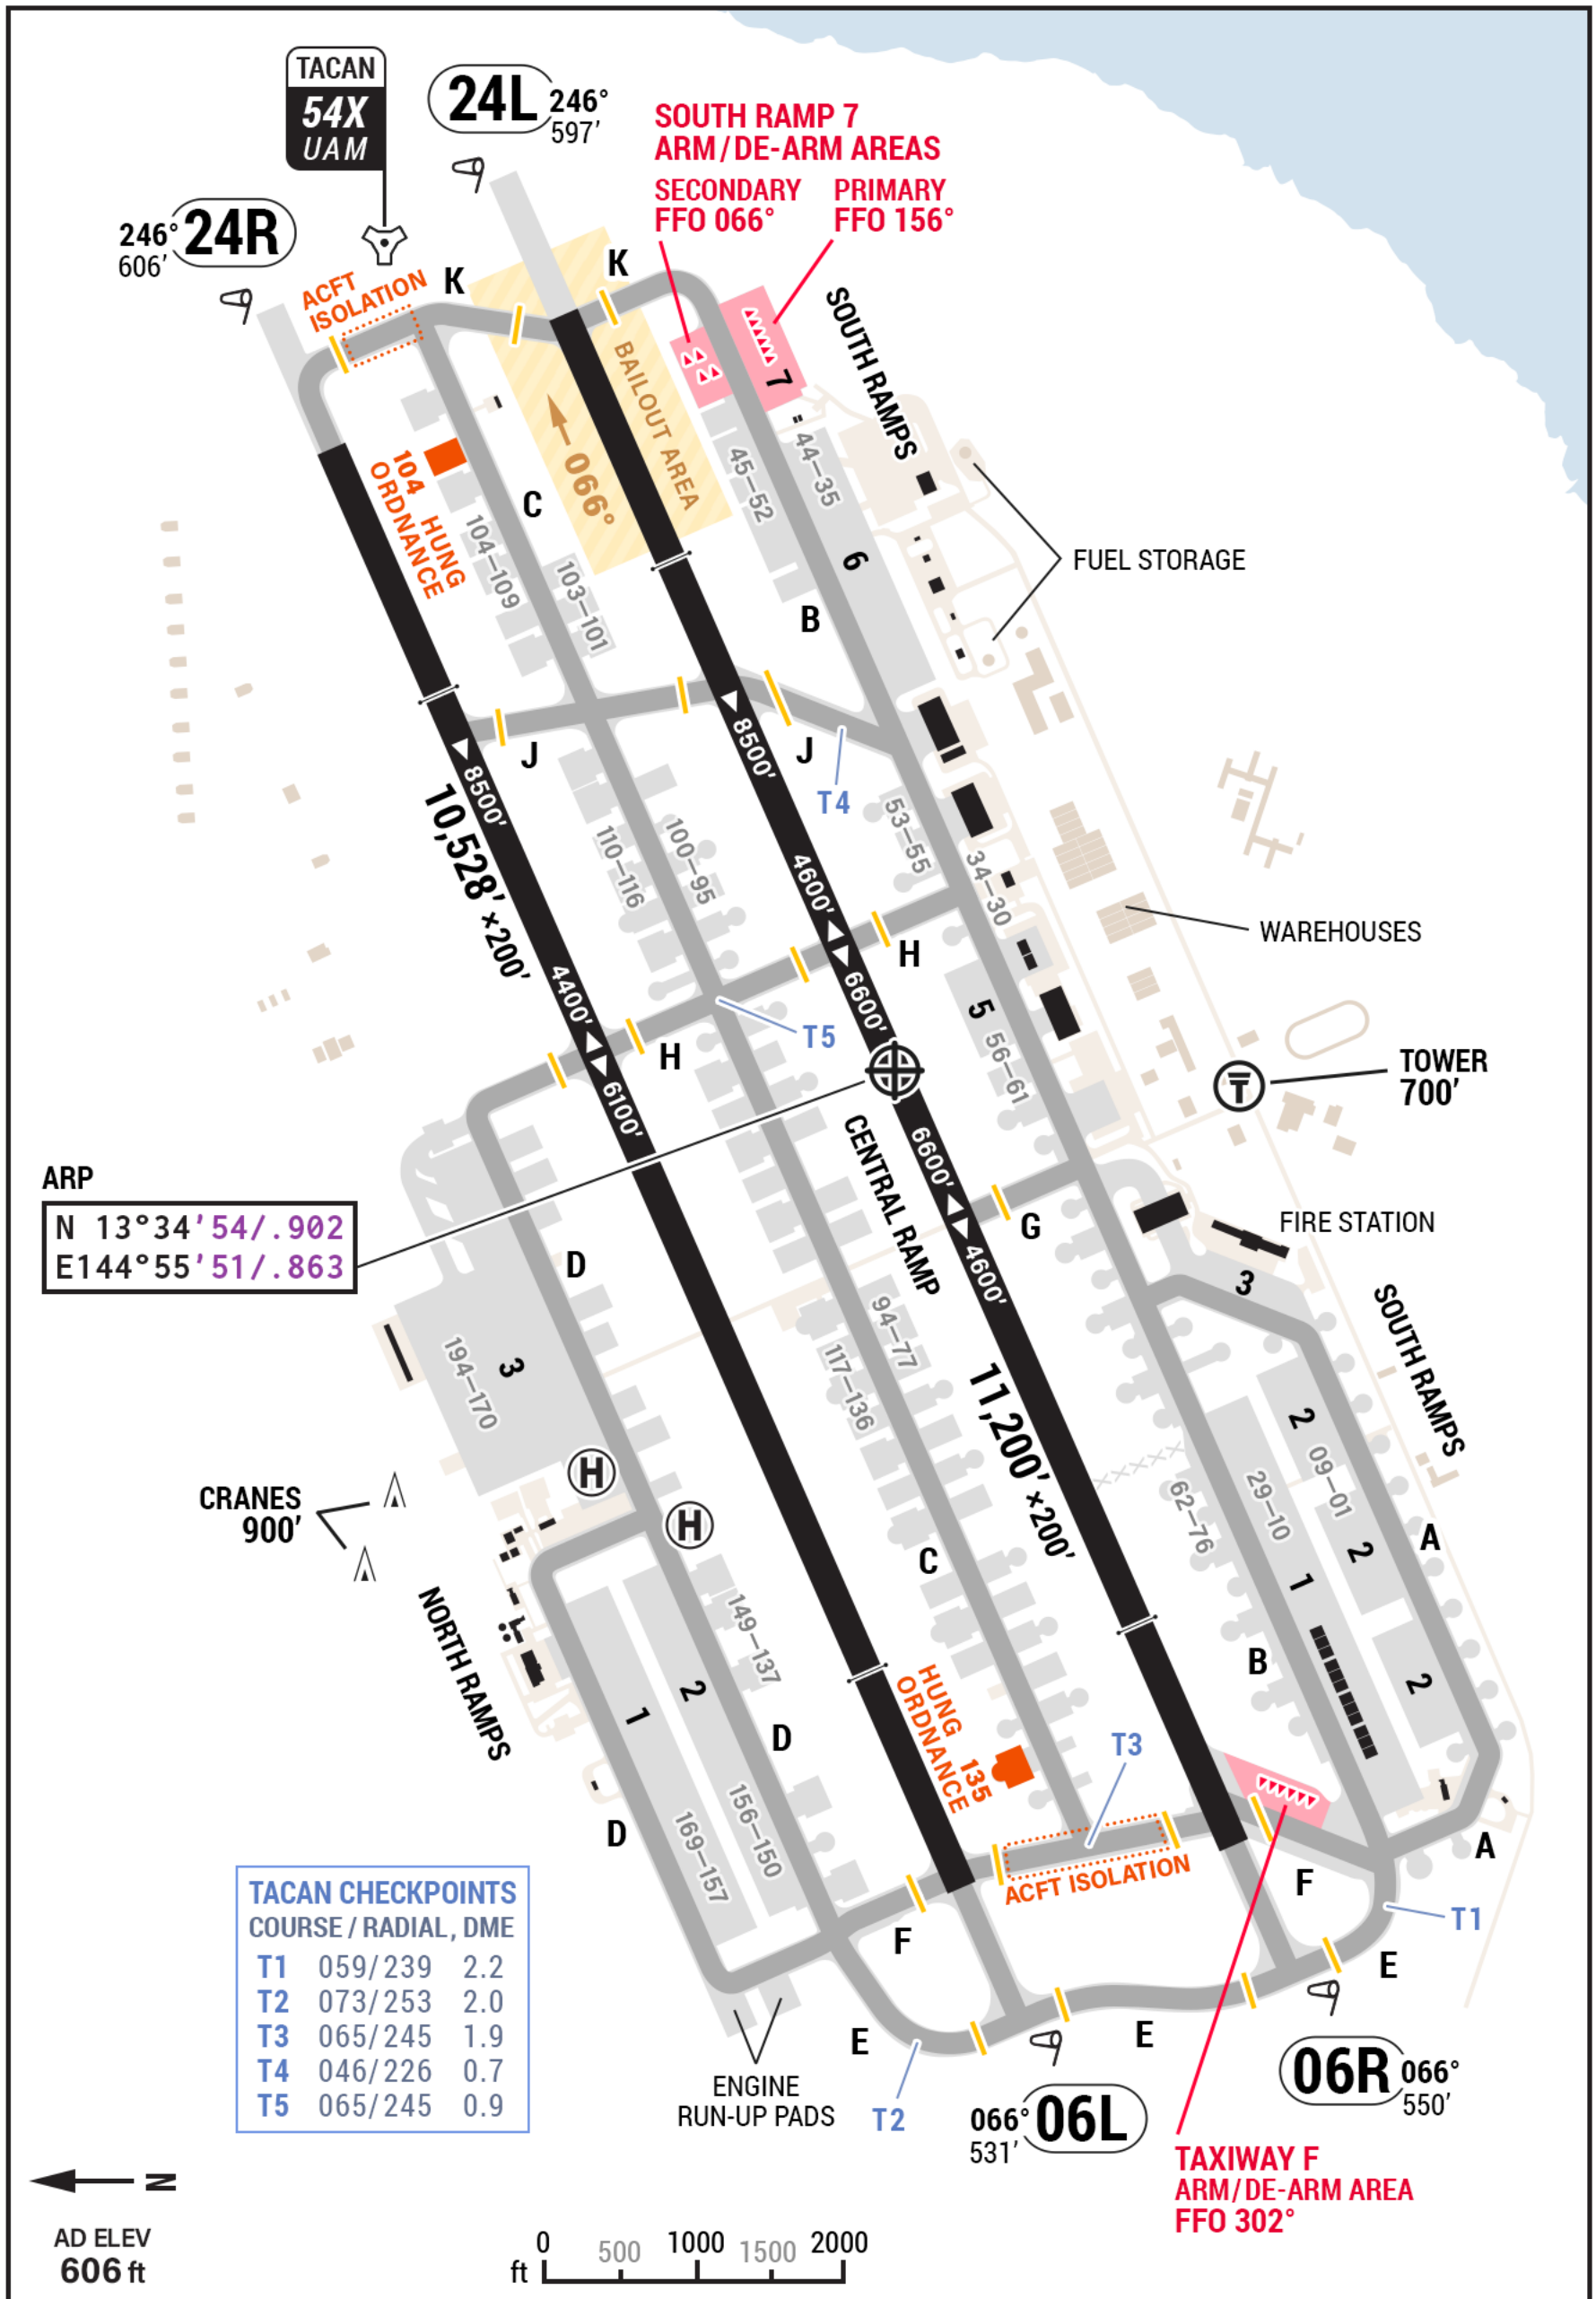 TACAN
54X
UAM
24L 246°
597'
246° 24R
606'
SOUTH RAMP 7
ARM/DE-ARM AREAS
SECONDARY
FFO 066°
PRIMARY
FFO 156°
ACFT
ISOLATION
K
K
BAILOUT AREA
066°
7
SOUTH RAMPS
104 HUNG
ORDNANCE
C
104–109
103–101
45–52
44–35
6
B
FUEL STORAGE
J
J
T4
8500'
8500'
10,528' ×200'
110–116
100–95
4600'
53–55
34–30
WAREHOUSES
H
H
T5
4400'
6100'
6600'
5
56–61
TOWER
700'
ARP
N 13°34'54/.902
E144°55'51/.863
CENTRAL RAMP
6600'
4600'
G
FIRE STATION
3
D
3
194–170
94–77
117–136
11,200' ×200'
SOUTH RAMPS
2
09–01
29–10
62–76
2
A
1
2
B
H
H
CRANES
900'
C
NORTH RAMPS
149–137
1
2
D
D
156–150
169–157
HUNG 135
ORDNANCE
T3
ACFT ISOLATION
A
F
F
T1
E
E
E
T2
ENGINE
RUN-UP PADS
066° 06L
531'
06R 066°
550'
TAXIWAY F
ARM/DE-ARM AREA
FFO 302°
TACAN CHECKPOINTS
COURSE/RADIAL, DME
T1 059/239 2.2
T2 073/253 2.0
T3 065/245 1.9
T4 046/226 0.7
T5 065/245 0.9
N
AD ELEV
606 ft
0 500 1000 1500 2000
ft